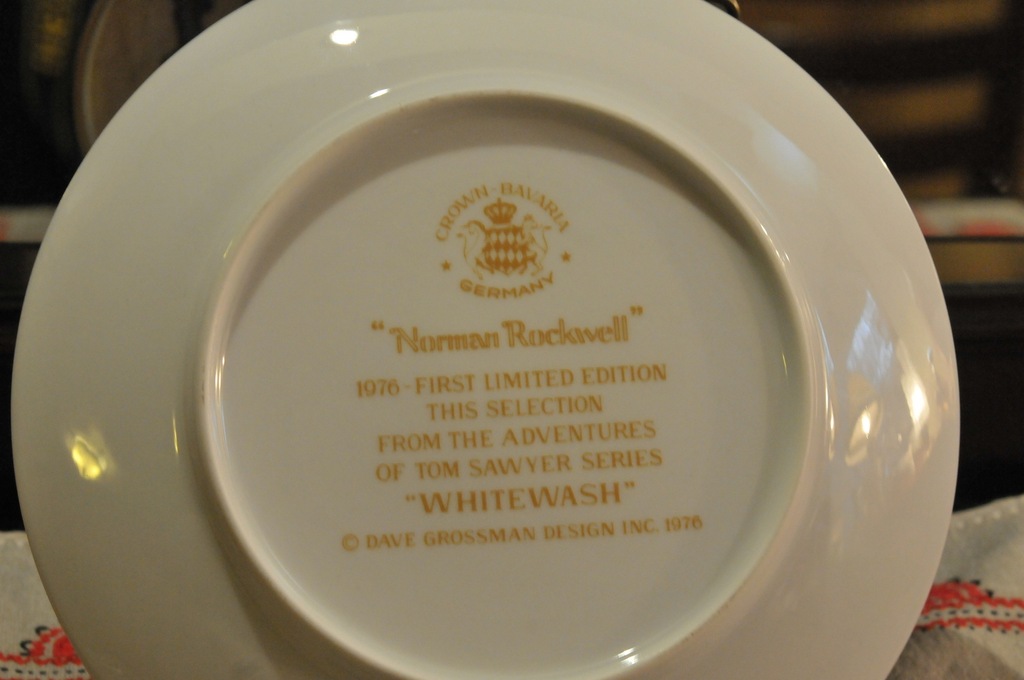 CROWN-BAVARIA
GERMANY
"Norman Rockwell"
1976-FIRST LIMITED EDITION
THIS SELECTION
FROM THE ADVENTURES
OF TOM SAWYER SERIES
"WHITEWASH"
© DAVE GROSSMAN DESIGN INC. 1976